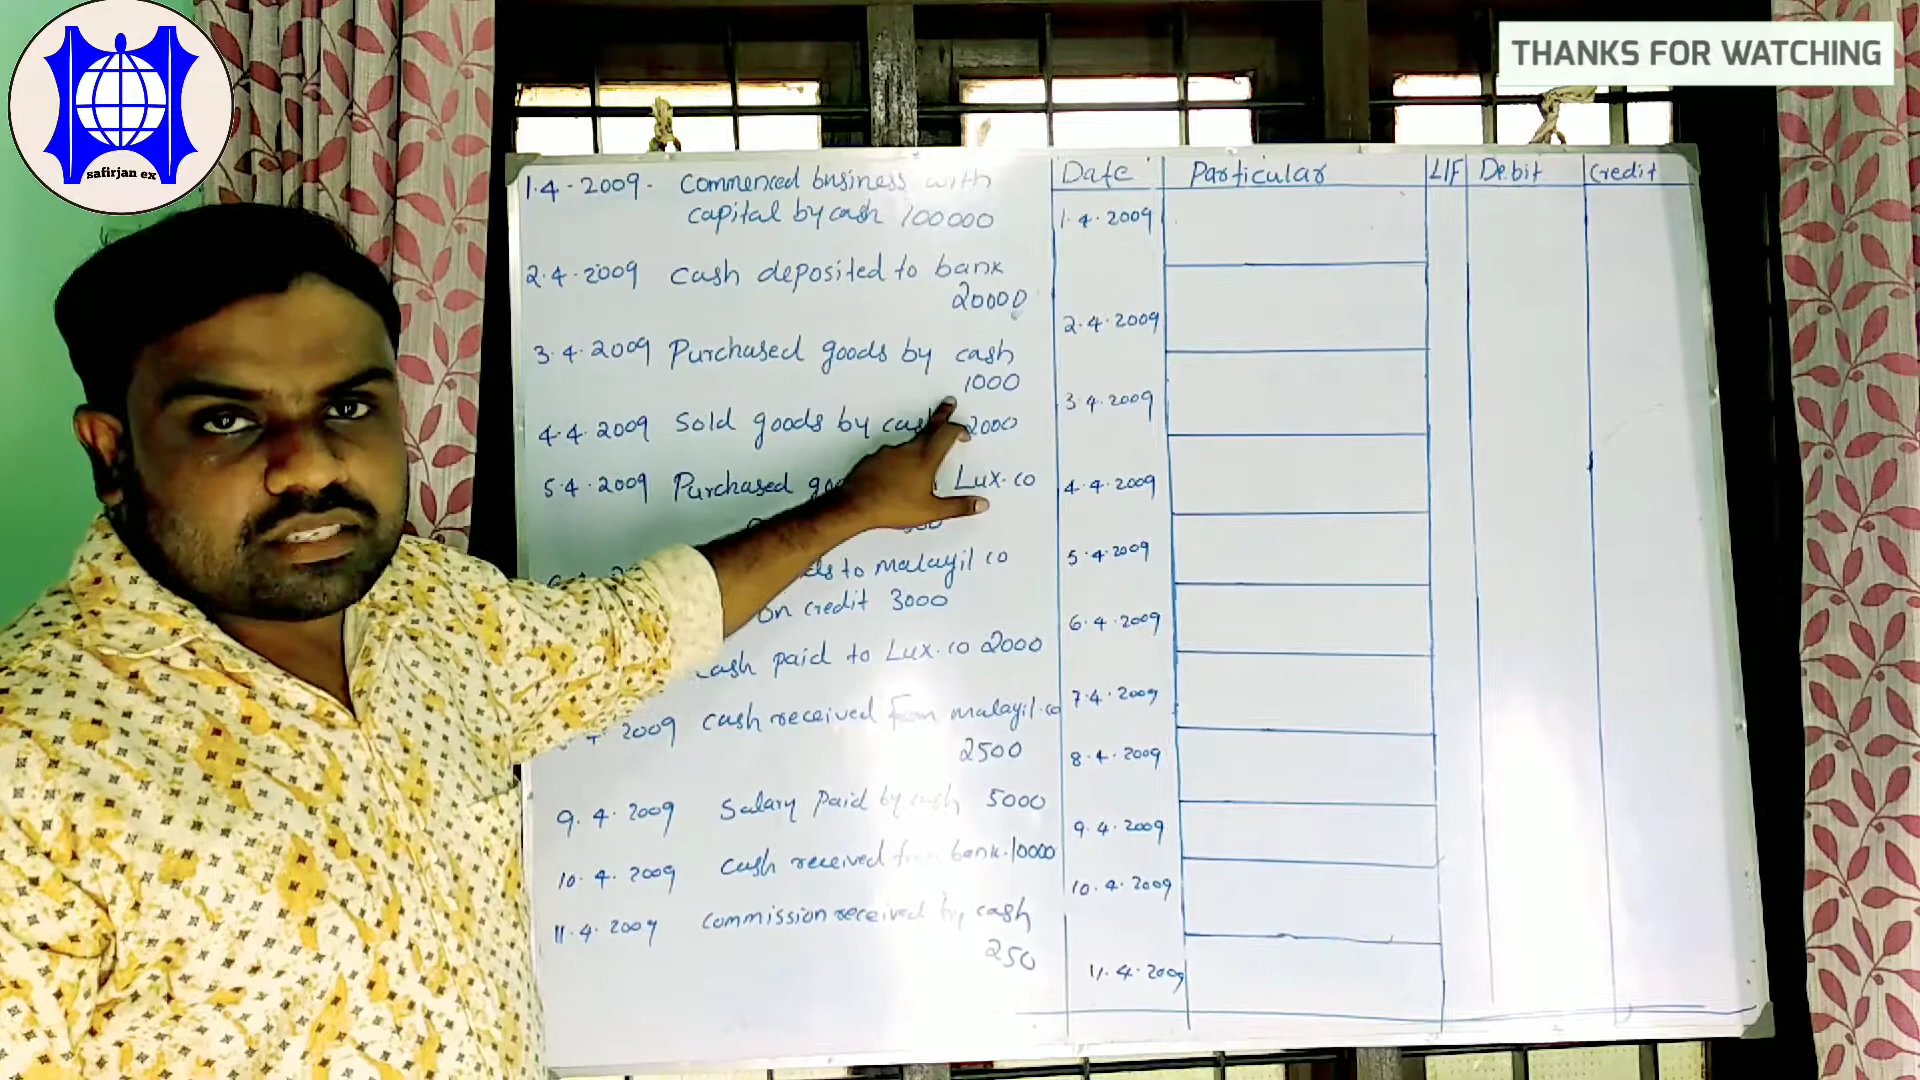 safirjan ex
THANKS FOR WATCHING
1.4-2009- Commenced business with
capital by cash 100000
2.4.2009 cash deposited to bank
20000
3.4.2009 Purchased goods by cash
1000
4.4.2009 Sold goods by cash 2000
5.4.2009 Purchased Lux.co
to malayil co
on credit 3000
cash paid to Lux.co 2000
2009 cash received from malayil.co
2500
9.4.2009 Salary paid by cash 5000
10.4.2009 cash received from bank.10000
11.4.2009 commission received by cash
250
Date Particular L/F Debit Credit
1.4.2009
2.4.2009
3.4.2009
4.4.2009
5.4.2009
6.4.2009
7.4.2009
8.4.2009
9.4.2009
10.4.2009
11.4.2009